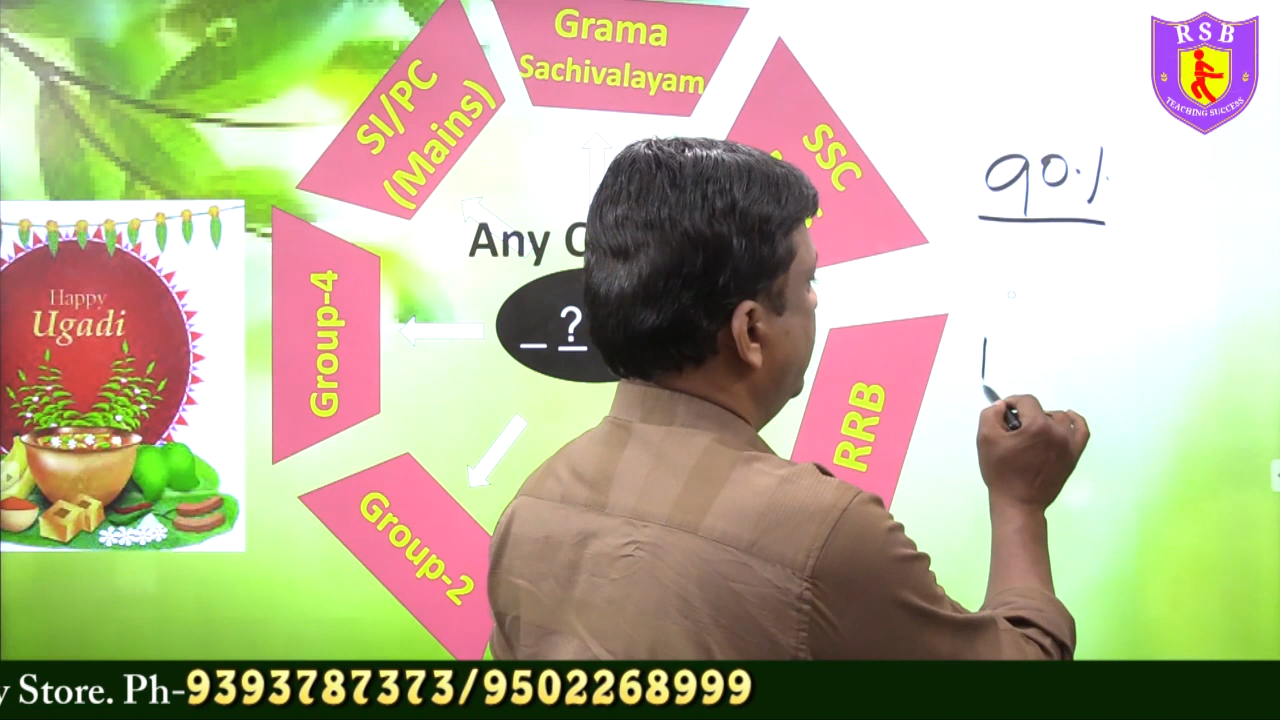 Grama
Sachivalayam
SI/PC
(Mains)
SSC
RSB
TEACHING SUCCESS
90%
Any
_ ?
Happy
Ugadi
Group-4
RRB
Group-2
Store. Ph-9393787373/9502268999